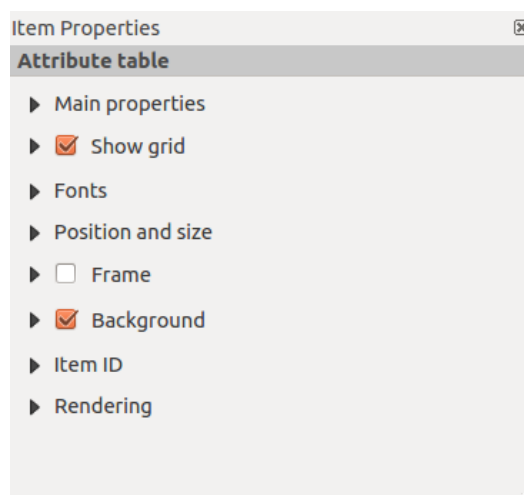 Item Properties
Attribute table
Main properties
Show grid
Fonts
Position and size
Frame
Background
Item ID
Rendering